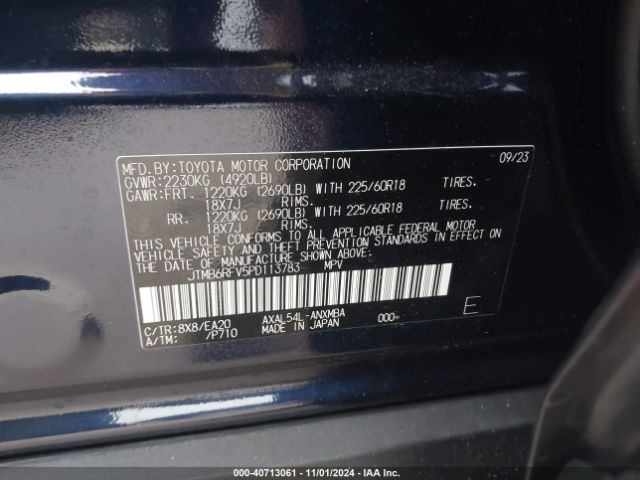 MFD.BY:TOYOTA MOTOR CORPORATION 09/23
GVWR:2230KG (4920LB)
GAWR:FRT. 1220KG (2690LB) WITH 225/60R18 TIRES.
18X7J RIMS.
RR. 1220KG (2690LB) WITH 225/60R18 TIRES.
18X7J RIMS.
THIS VEHICLE CONFORMS TO ALL APPLICABLE FEDERAL MOTOR
VEHICLE SAFETY AND THEFT PREVENTION STANDARDS IN EFFECT ON
THE DATE OF MANUFACTURE SHOWN ABOVE.
JTMB6RFV5PD113783 MPV
C/TR:8X8/EA20 AXAL54L-ANXMBA 000- E
A/TM: /P710 MADE IN JAPAN
000-40713061 - 11/01/2024 - IAA Inc.